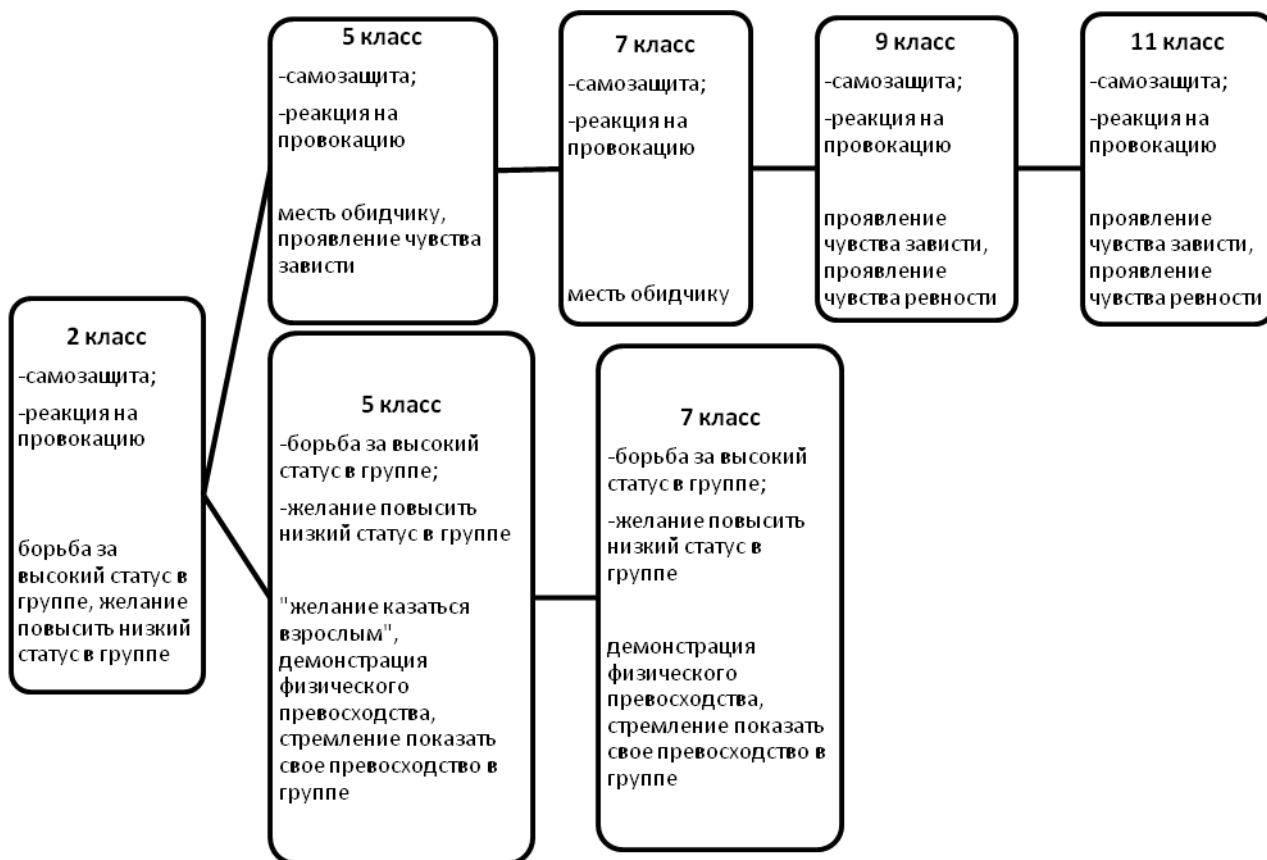 5 класс
-самозащита;
-реакция на
провокацию
месть обидчику,
проявление чувства
зависти
7 класс
-самозащита;
-реакция на
провокацию
месть обидчику
9 класс
-самозащита;
-реакция на
провокацию
проявление
чувства зависти,
проявление
чувства ревности
11 класс
-самозащита;
-реакция на
провокацию
проявление
чувства зависти,
проявление
чувства ревности
2 класс
-самозащита;
-реакция на
провокацию
борьба за
высокий статус в
группе, желание
повысить низкий
статус в группе
5 класс
-борьба за высокий
статус в группе;
-желание повысить
низкий статус в группе
"желание казаться
взрослым",
демонстрация
физического
превосходства,
стремление показать
свое превосходство в
группе
7 класс
-борьба за высокий
статус в группе;
-желание повысить
низкий статус в
группе
демонстрация
физического
превосходства,
стремление показать
свое превосходство в
группе